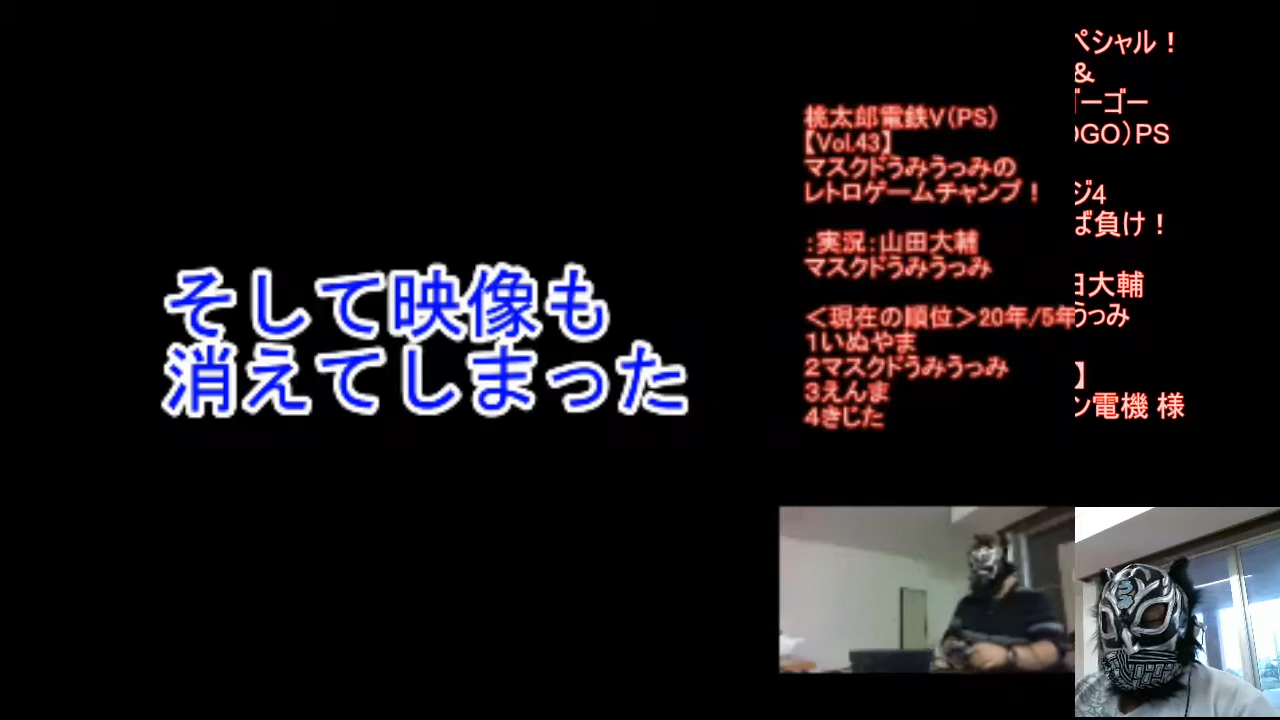 そして映像も
消えてしまった
桃太郎電鉄V(PS)
【Vol.43】
マスクドうみうっみの
レトロゲームチャンプ！
:実況:山田大輔
マスクドうみうっみ
＜現在の順位＞20年/5年
1いぬやま
2マスクドうみうっみ
3えんま
4きじた
ペシャル！
&
ゴーゴー
OGO)PS
ジ4
ば負け！
田大輔
うっみ
】
ン電機 様